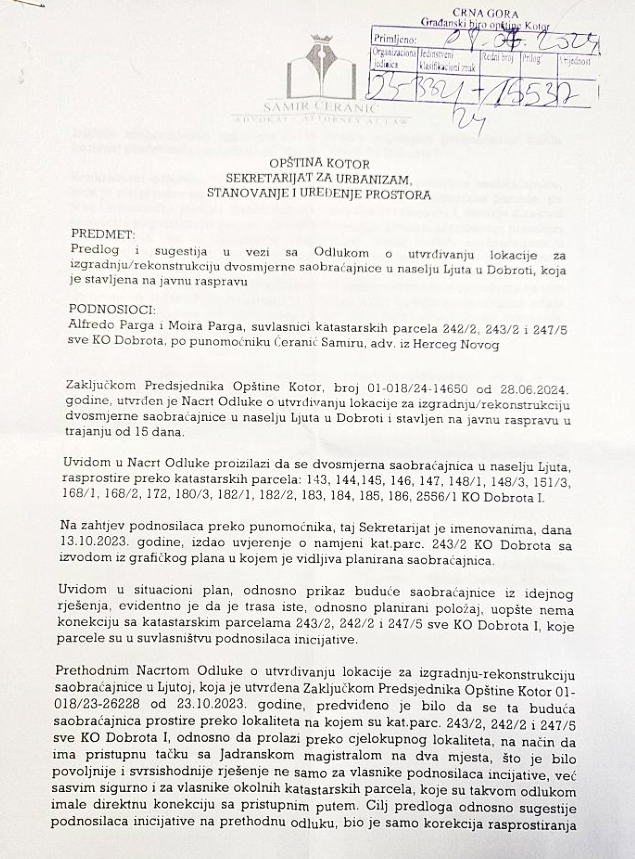 CRNA GORA
Građanski biro opštine Kotor
Primljeno: 2024
Organizaciona jedinica Jedinstveni klasifikacioni znak Redni broj Prilog Vrijednost
03-332/24-15537
SAMIR ĆERANIĆ
ADVOKAT - ATTORNEY AT LAW
OPŠTINA KOTOR
SEKRETARIJAT ZA URBANIZAM,
STANOVANJE I UREĐENJE PROSTORA
PREDMET:
Predlog i sugestija u vezi sa Odlukom o utvrđivanju lokacije za
izgradnju/rekonstrukciju dvosmjerne saobraćajnice u naselju Ljuta u Dobroti, koja
je stavljena na javnu raspravu
PODNOSIOCI:
Alfredo Parga i Moira Parga, suvlasnici katastarskih parcela 242/2, 243/2 i 247/5
sve KO Dobrota, po punomoćniku Ćeranić Samiru, adv. iz Herceg Novog
Zaključkom Predsjednika Opštine Kotor, broj 01-018/24-14650 od 28.06.2024.
godine, utvrđen je Nacrt Odluke o utvrđivanju lokacije za izgradnju/rekonstrukciju
dvosmjerne saobraćajnice u naselju Ljuta u Dobroti i stavljen na javnu raspravu u
trajanju od 15 dana.
Uvidom u Nacrt Odluke proizilazi da se dvosmjerna saobraćajnica u naselju Ljuta,
rasprostire preko katastarskih parcela: 143, 144,145, 146, 147, 148/1, 148/3, 151/3,
168/1, 168/2, 172, 180/3, 182/1, 182/2, 183, 184, 185, 186, 2556/1 KO Dobrota I.
Na zahtjev podnosilaca preko punomoćnika, taj Sekretarijat je imenovanima, dana
13.10.2023. godine, izdao uvjerenje o namjeni kat.parc. 243/2 KO Dobrota sa
izvodom iz grafičkog plana u kojem je vidljiva planirana saobraćajnica.
Uvidom u situacioni plan, odnosno prikaz buduće saobraćajnice iz idejnog
rješenja, evidentno je da je trasa iste, odnosno planirani položaj, uopšte nema
konekciju sa katastarskim parcelama 243/2, 242/2 i 247/5 sve KO Dobrota I, koje
parcele su u suvlasništvu podnosilaca inicijative.
Prethodnim Nacrtom Odluke o utvrđivanju lokacije za izgradnju-rekonstrukciju
saobraćajnice u Ljutoj, koja je utvrđena Zaključkom Predsjednika Opštine Kotor 01-
018/23-26228 od 23.10.2023. godine, predviđeno je bilo da se ta buduća
saobraćajnica prostire preko lokaliteta na kojem su kat.parc. 243/2, 242/2 i 247/5
sve KO Dobrota I, odnosno da prolazi preko cjelokupnog lokaliteta, na način da
ima pristupnu tačku sa Jadranskom magistralom na dva mjesta, što je bilo
povoljnije i svrsishodnije rješenje ne samo za vlasnike podnosilaca incijative, već
sasvim sigurno i za vlasnike okolnih katastarskih parcela, koje su takvom odlukom
imale direktnu konekciju sa pristupnim putem. Cilj predloga odnosno sugestije
podnosilaca inicijative na prethodnu odluku, bio je samo korekcija rasprostiranja